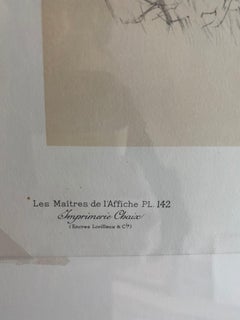 * Les Maîtres de l'Affiche PL. 142
Imprimerie Chaix
(Encres Lorilleux & Cie)